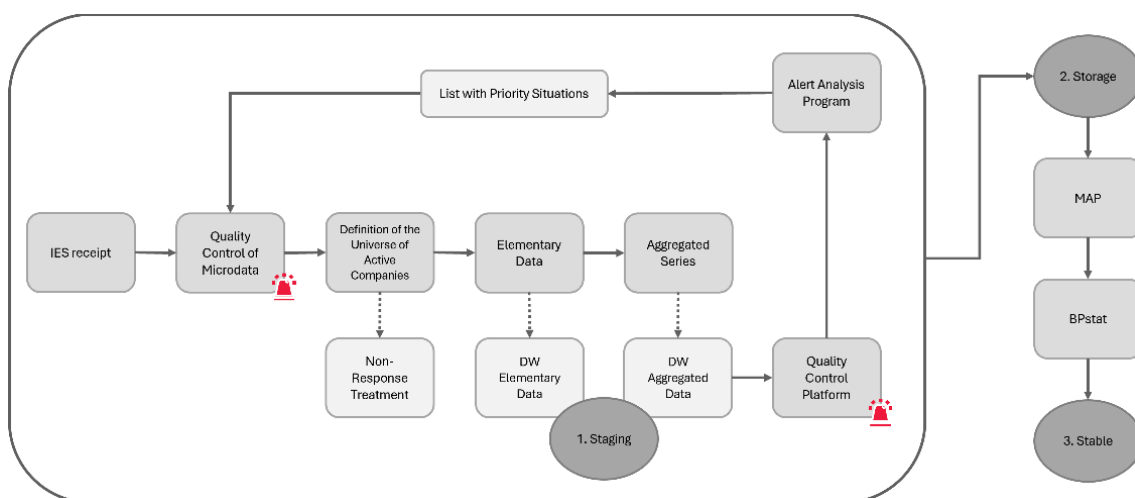 2. Storage
Alert Analysis
Program
List with Priority Situations
MAP
IES receipt
Quality
Control of
Microdata
Definition of the
Universe of
Active
Companies
Elementary
Data
Aggregated
Series
BPstat
Non-
Response
Treatment
DW
Elementary
Data
DW
Aggregated
Data
Quality
Control
Platform
1. Staging
3. Stable